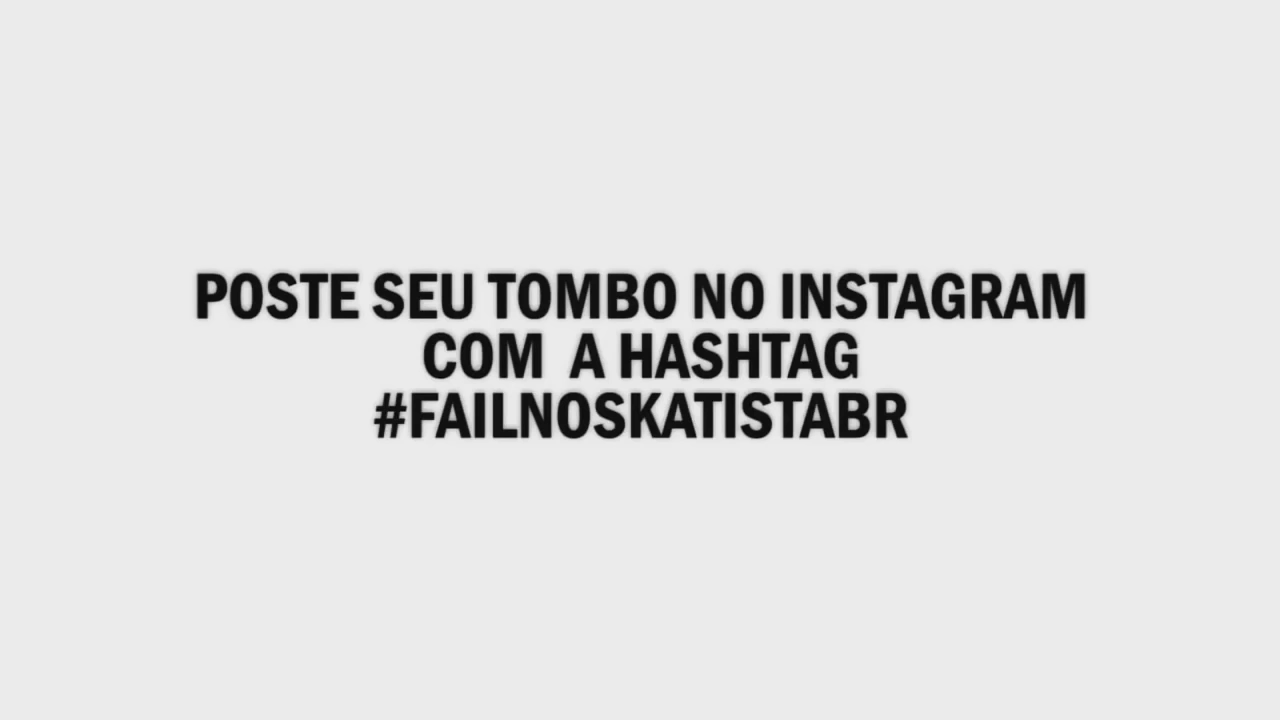 POSTE SEU TOMBO NO INSTAGRAM
COM  A HASHTAG
#FAILNOSKATISTABR